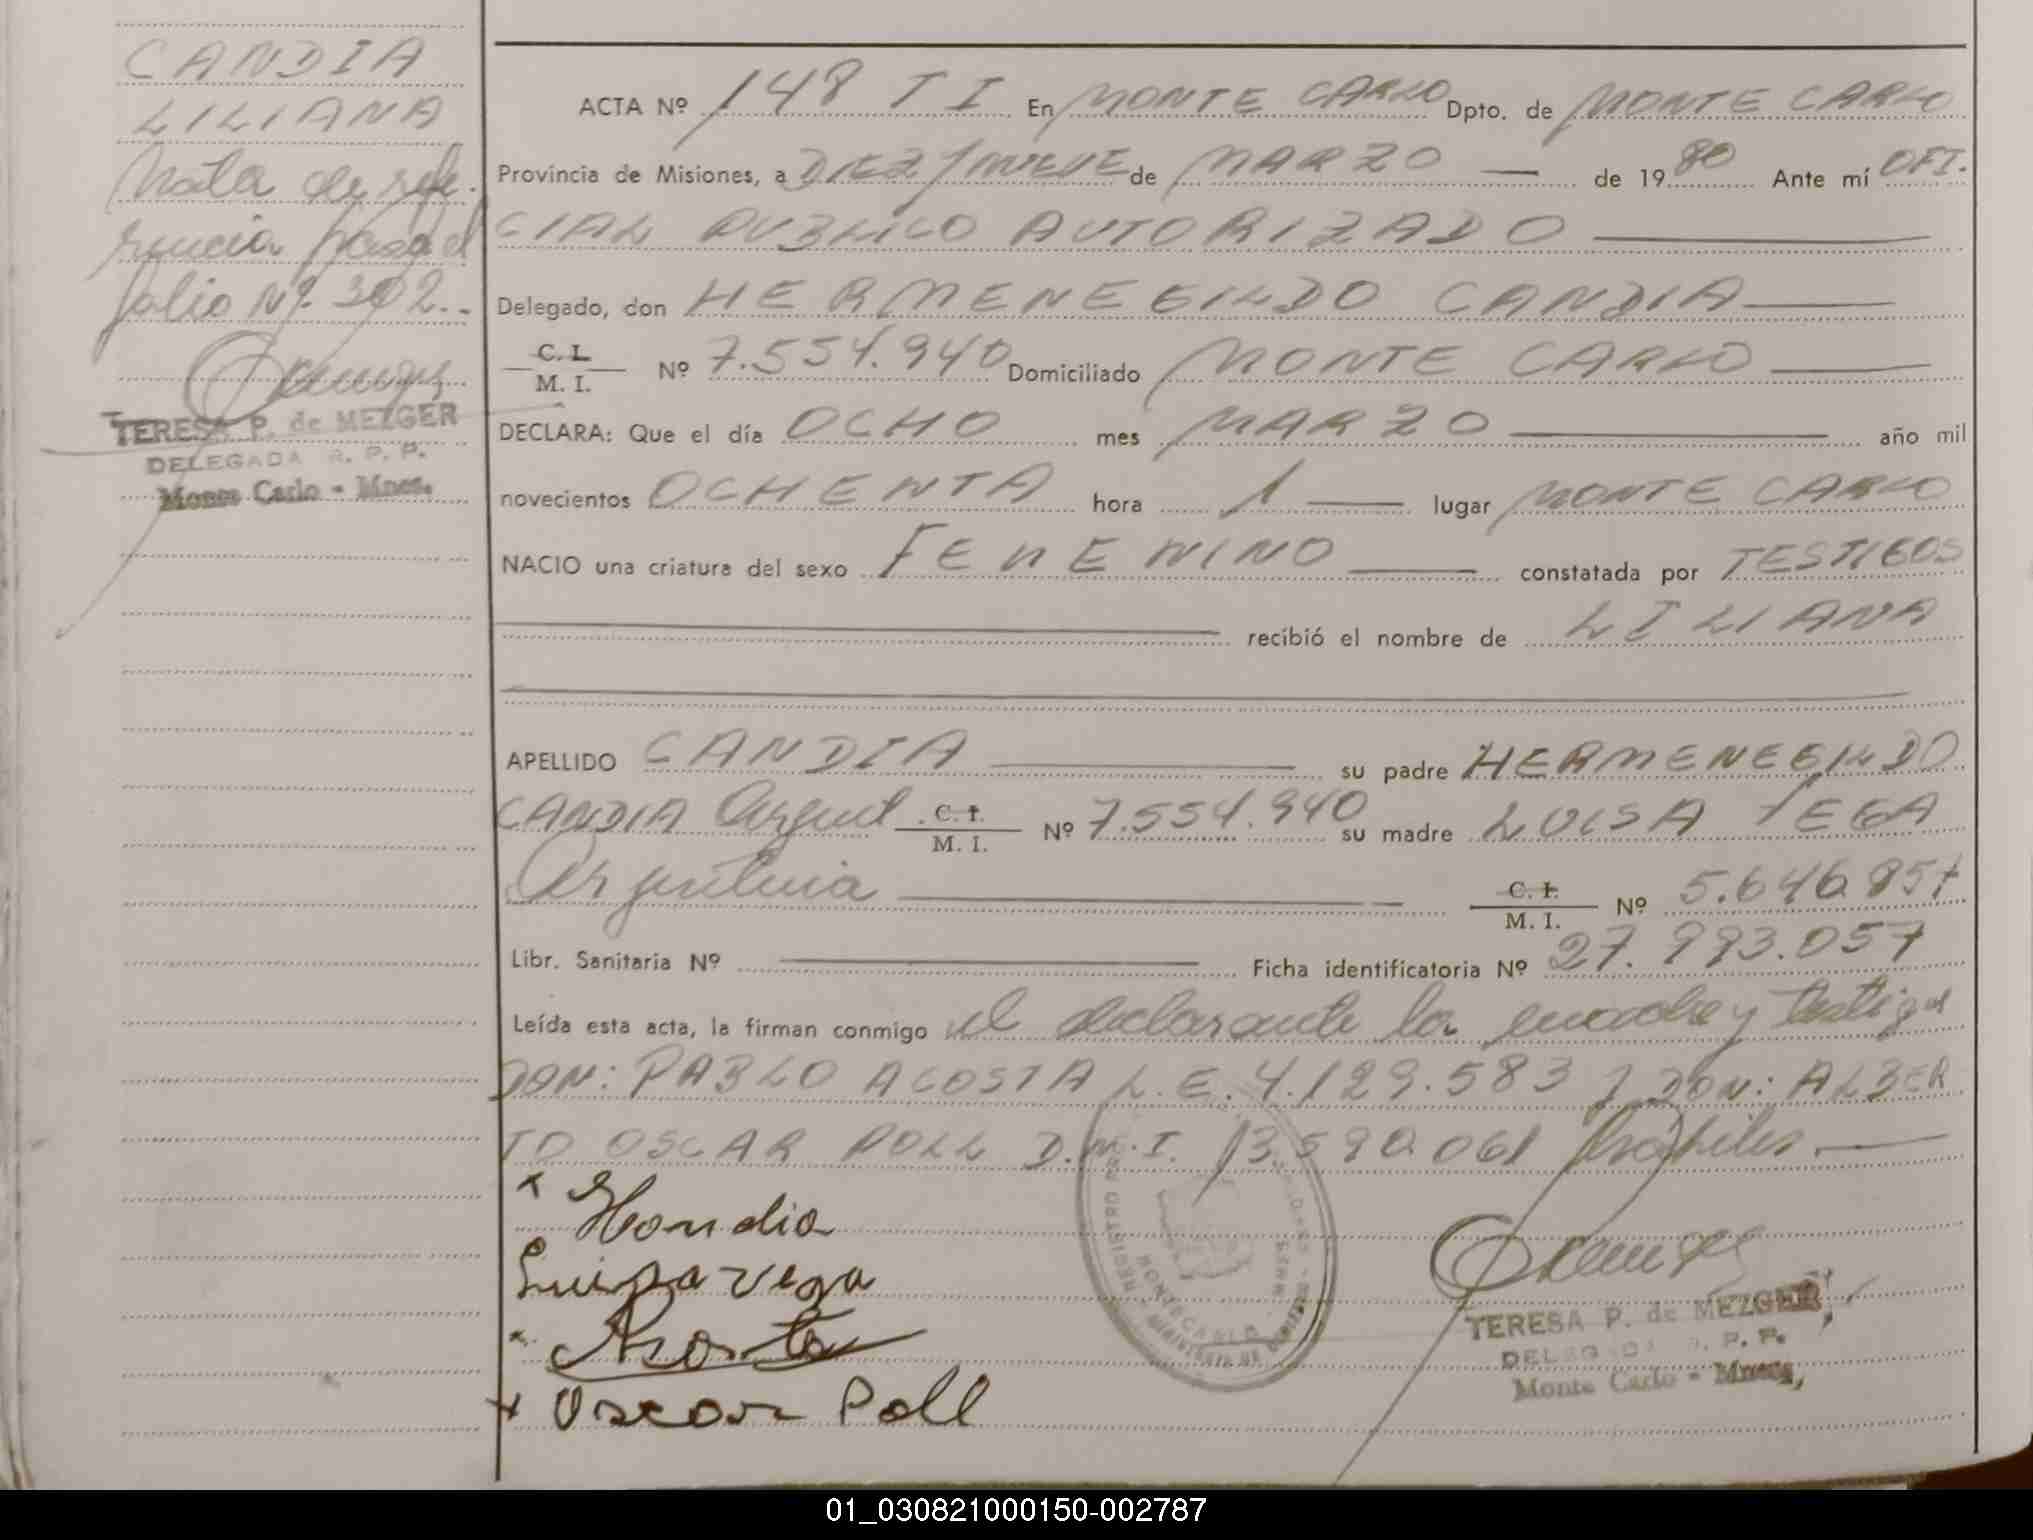 CANDIA
LILIANA
Nota de refe-
rencia pasa al
folio Nº 302.-
TERESA P. de MEZGER
DELEGADA R. P. P.
Monte Carlo - Mnes.
ACTA Nº 148 T I En MONTE CARLO Dpto. de MONTE CARLO
Provincia de Misiones, a DIEZ/NUEVE de MARZO — de 1980 Ante mí OFI-
CIAL PUBLICO AUTORIZADO —
Delegado, don HERMENEGILDO CANDIA —
C. I. / M. I. Nº 7.554.940 Domiciliado MONTE CARLO —
DECLARA: Que el día OCHO mes MARZO — año mil
novecientos OCHENTA hora 1 — lugar MONTE CARLO
NACIO una criatura del sexo FEMENINO — constatada por TESTIGOS
— recibió el nombre de LILIANA
APELLIDO CANDIA — su padre HERMENEGILDO
CANDIA C. I. / M. I. Nº 7.554.940 su madre LUISA VEGA
Argentina — C. I. / M. I. Nº 5.646.857
Libr. Sanitaria Nº — Ficha identificatoria Nº 27.993.057
Leída esta acta, la firman conmigo el declarante la madre y testigos
DON: PABLO ACOSTA L.E. 4.129.583 y DON: ALBER
TO OSCAR POLL D.M.I. 13.590.061 hábiles —
Luisa vega
Acosta
Oscar Poll
MONTECARLO
TERESA P. de MEZGER
DELEGADA R. P. P.
Monte Carlo - Mnes,
01_030821000150-002787